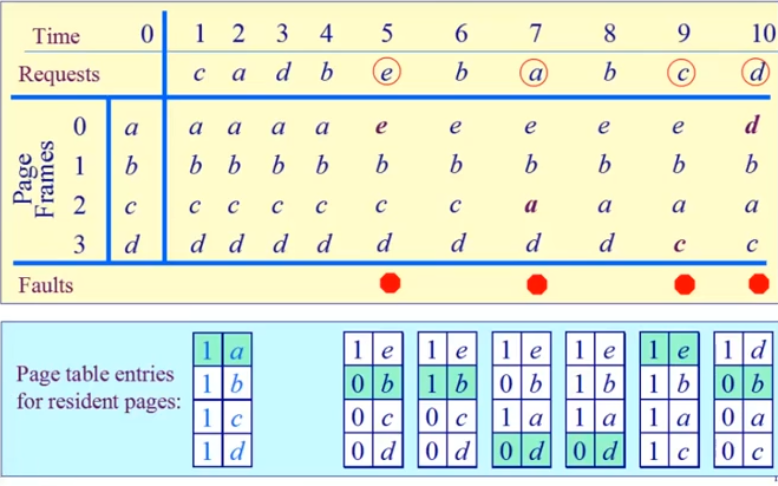 Time 0 1 2 3 4 5 6 7 8 9 10
Requests c a d b e b a b c d
Page Frames
0 a a a a a e e e e e d
1 b b b b b b b b b b b
2 c c c c c c c a a a a
3 d d d d d d d d d c c
Faults
Page table entries for resident pages:
1 a 1 e 1 e 1 e 1 e 1 e 1 d
1 b 0 b 1 b 0 b 1 b 1 b 0 b
1 c 0 c 0 c 1 a 1 a 1 a 0 a
1 d 0 d 0 d 0 d 0 d 1 c 0 c